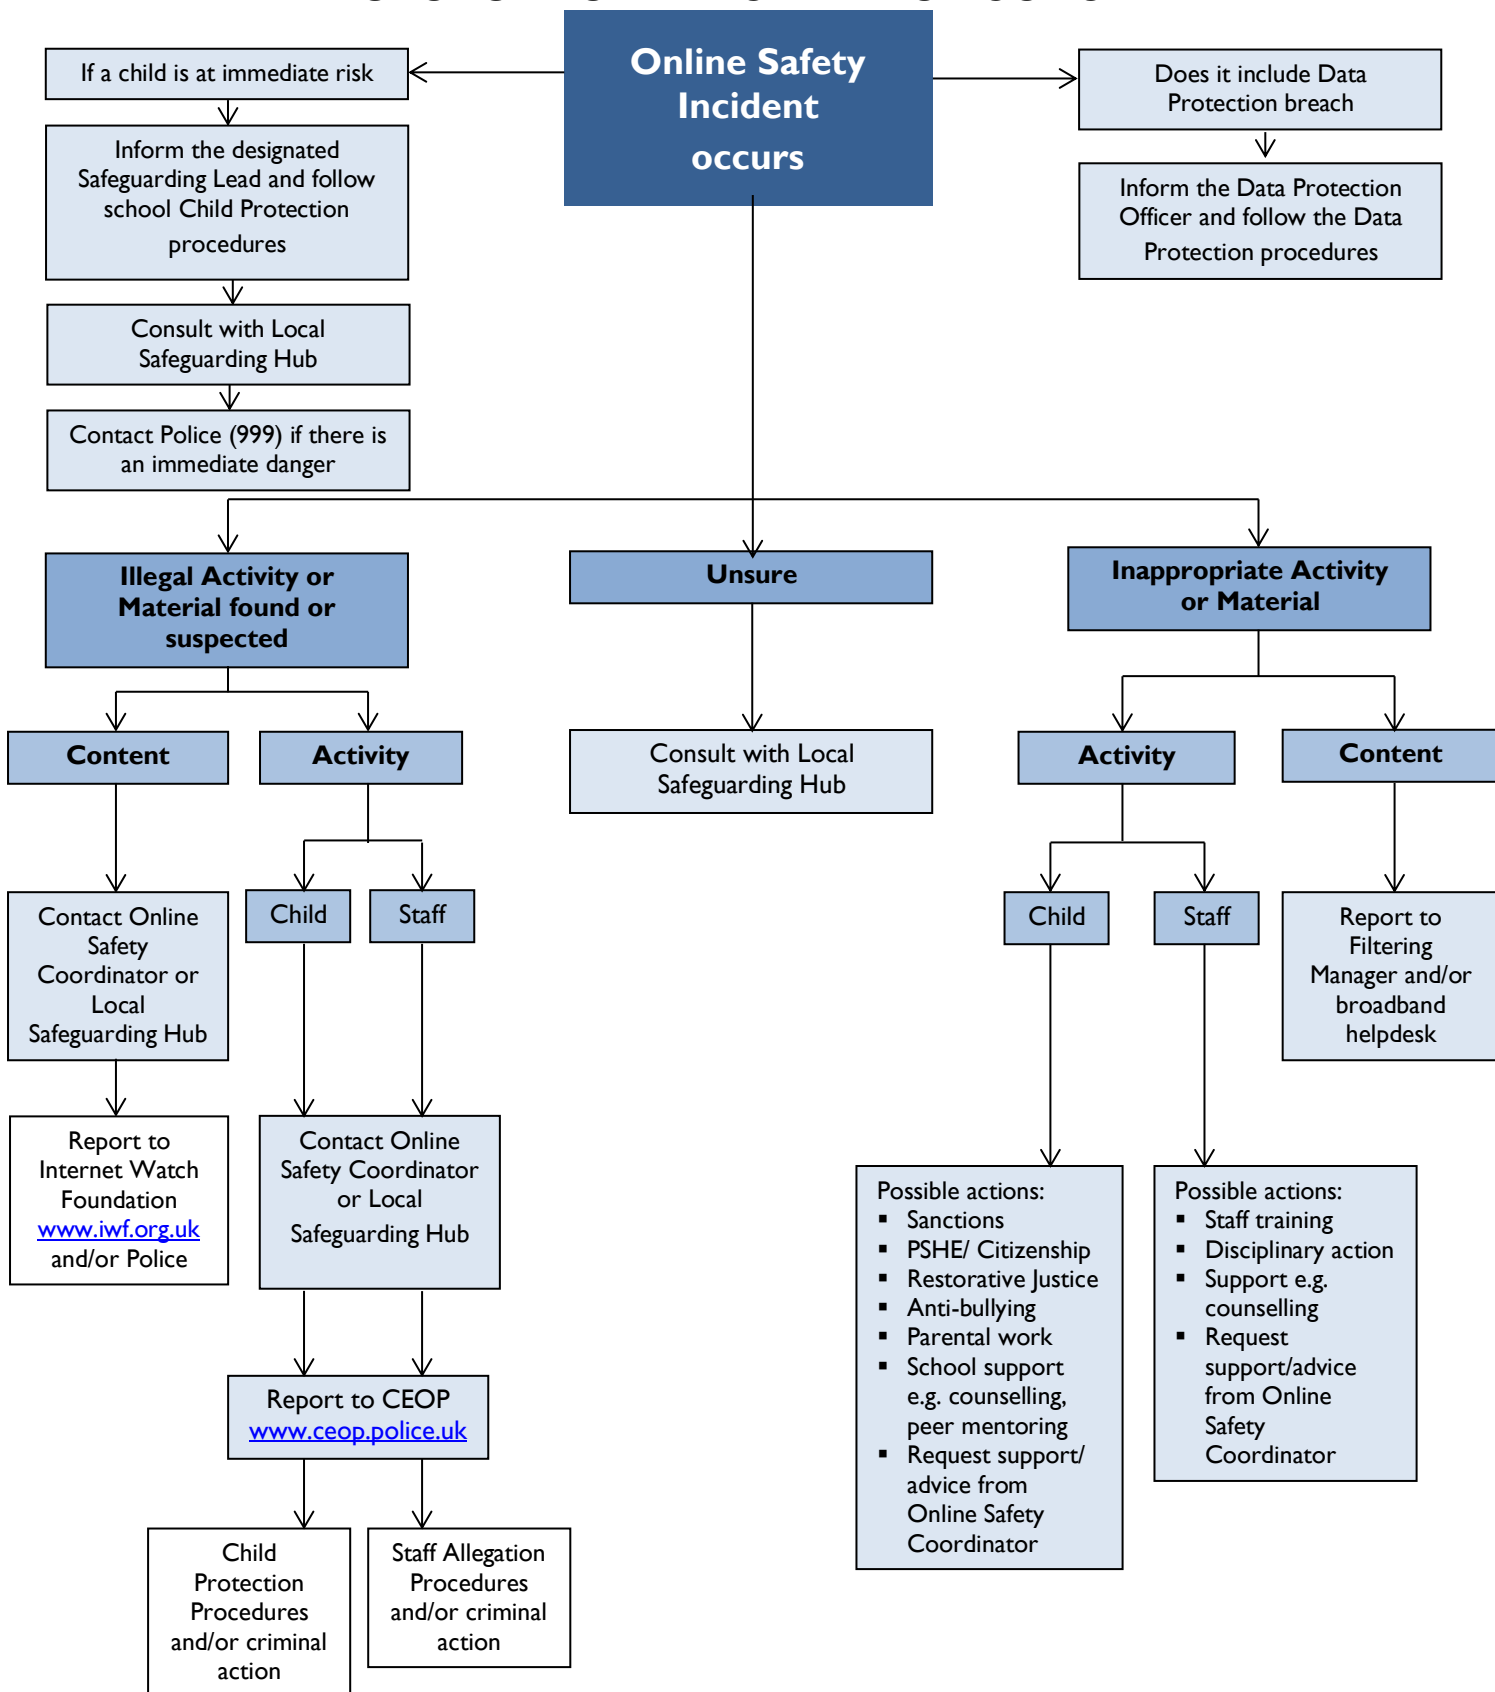 Online Safety
Incident
occurs
If a child is at immediate risk
Does it include Data
Protection breach
Inform the designated
Safeguarding Lead and follow
school Child Protection
procedures
Inform the Data Protection
Officer and follow the Data
Protection procedures
Consult with Local
Safeguarding Hub
Contact Police (999) if there is
an immediate danger
Illegal Activity or
Material found or
suspected
Unsure
Inappropriate Activity
or Material
Content
Activity
Consult with Local
Safeguarding Hub
Activity
Content
Contact Online
Safety
Coordinator or
Local
Safeguarding Hub
Child
Staff
Child
Staff
Report to
Filtering
Manager and/or
broadband
helpdesk
Report to
Internet Watch
Foundation
www.iwf.org.uk
and/or Police
Contact Online
Safety Coordinator
or Local
Safeguarding Hub
Possible actions:
▪ Sanctions
▪ PSHE/ Citizenship
▪ Restorative Justice
▪ Anti-bullying
▪ Parental work
▪ School support
e.g. counselling,
peer mentoring
▪ Request support/
advice from
Online Safety
Coordinator
Possible actions:
▪ Staff training
▪ Disciplinary action
▪ Support e.g.
counselling
▪ Request
support/advice
from Online
Safety
Coordinator
Report to CEOP
www.ceop.police.uk
Child
Protection
Procedures
and/or criminal
action
Staff Allegation
Procedures
and/or criminal
action